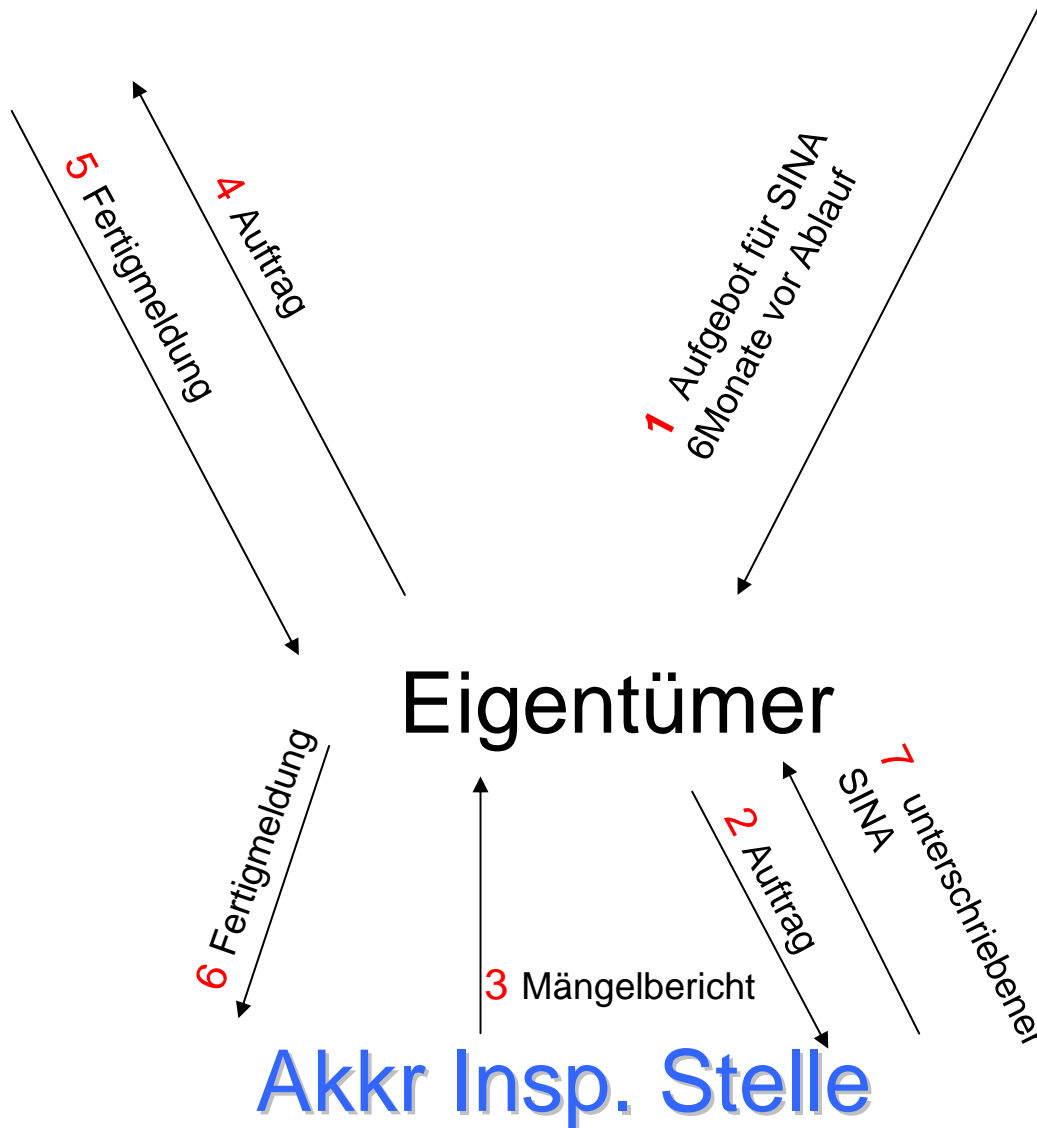 1 Aufgebot für SINA
6Monate vor Ablauf
5 Fertigmeldung
4 Auftrag
Eigentümer
6 Fertigmeldung
3 Mängelbericht
2 Auftrag
7 unterschriebener
SINA
Akkr Insp. Stelle